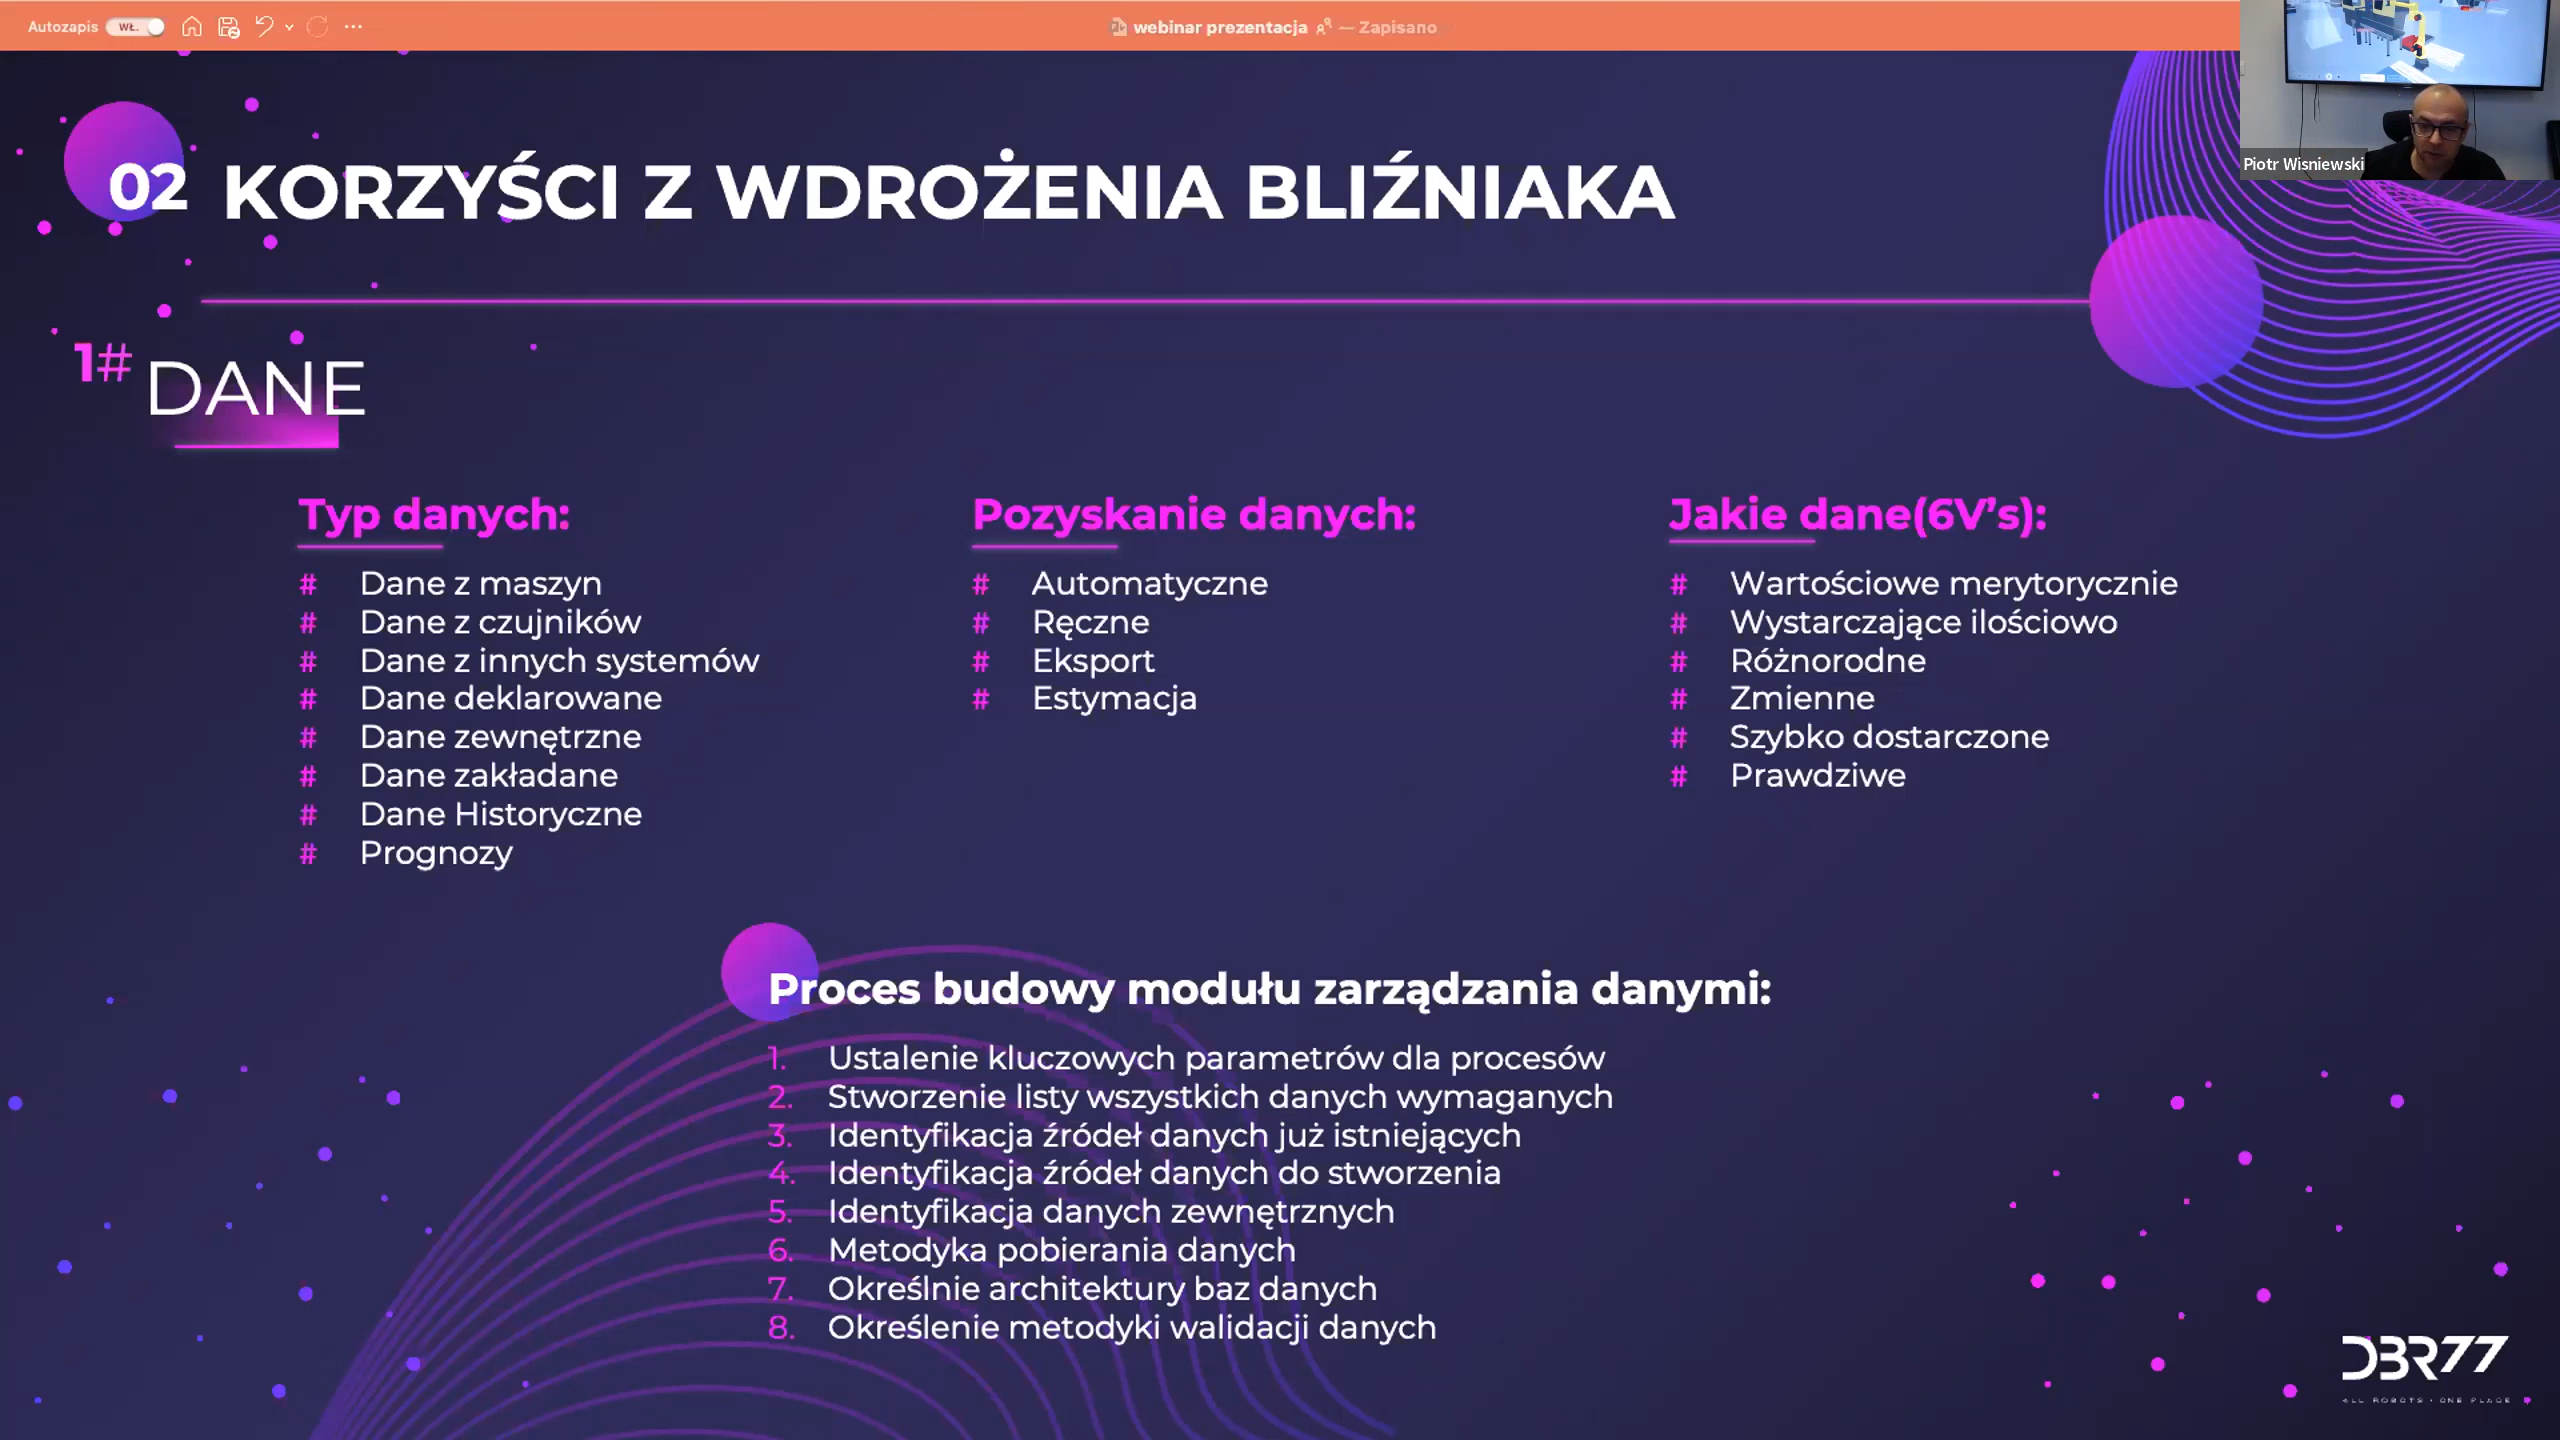 Autozapis WŁ. webinar prezentacja — Zapisano
Piotr Wisniewski
02 KORZYŚCI Z WDROŻENIA BLIŹNIAKA
1# DANE
Typ danych:
# Dane z maszyn
# Dane z czujników
# Dane z innych systemów
# Dane deklarowane
# Dane zewnętrzne
# Dane zakładane
# Dane Historyczne
# Prognozy
Pozyskanie danych:
# Automatyczne
# Ręczne
# Eksport
# Estymacja
Jakie dane(6V’s):
# Wartościowe merytorycznie
# Wystarczające ilościowo
# Różnorodne
# Zmienne
# Szybko dostarczone
# Prawdziwe
Proces budowy modułu zarządzania danymi:
1. Ustalenie kluczowych parametrów dla procesów
2. Stworzenie listy wszystkich danych wymaganych
3. Identyfikacja źródeł danych już istniejących
4. Identyfikacja źródeł danych do stworzenia
5. Identyfikacja danych zewnętrznych
6. Metodyka pobierania danych
7. Określnie architektury baz danych
8. Określenie metodyki walidacji danych
DBR77
ALL ROBOTS • ONE PLACE